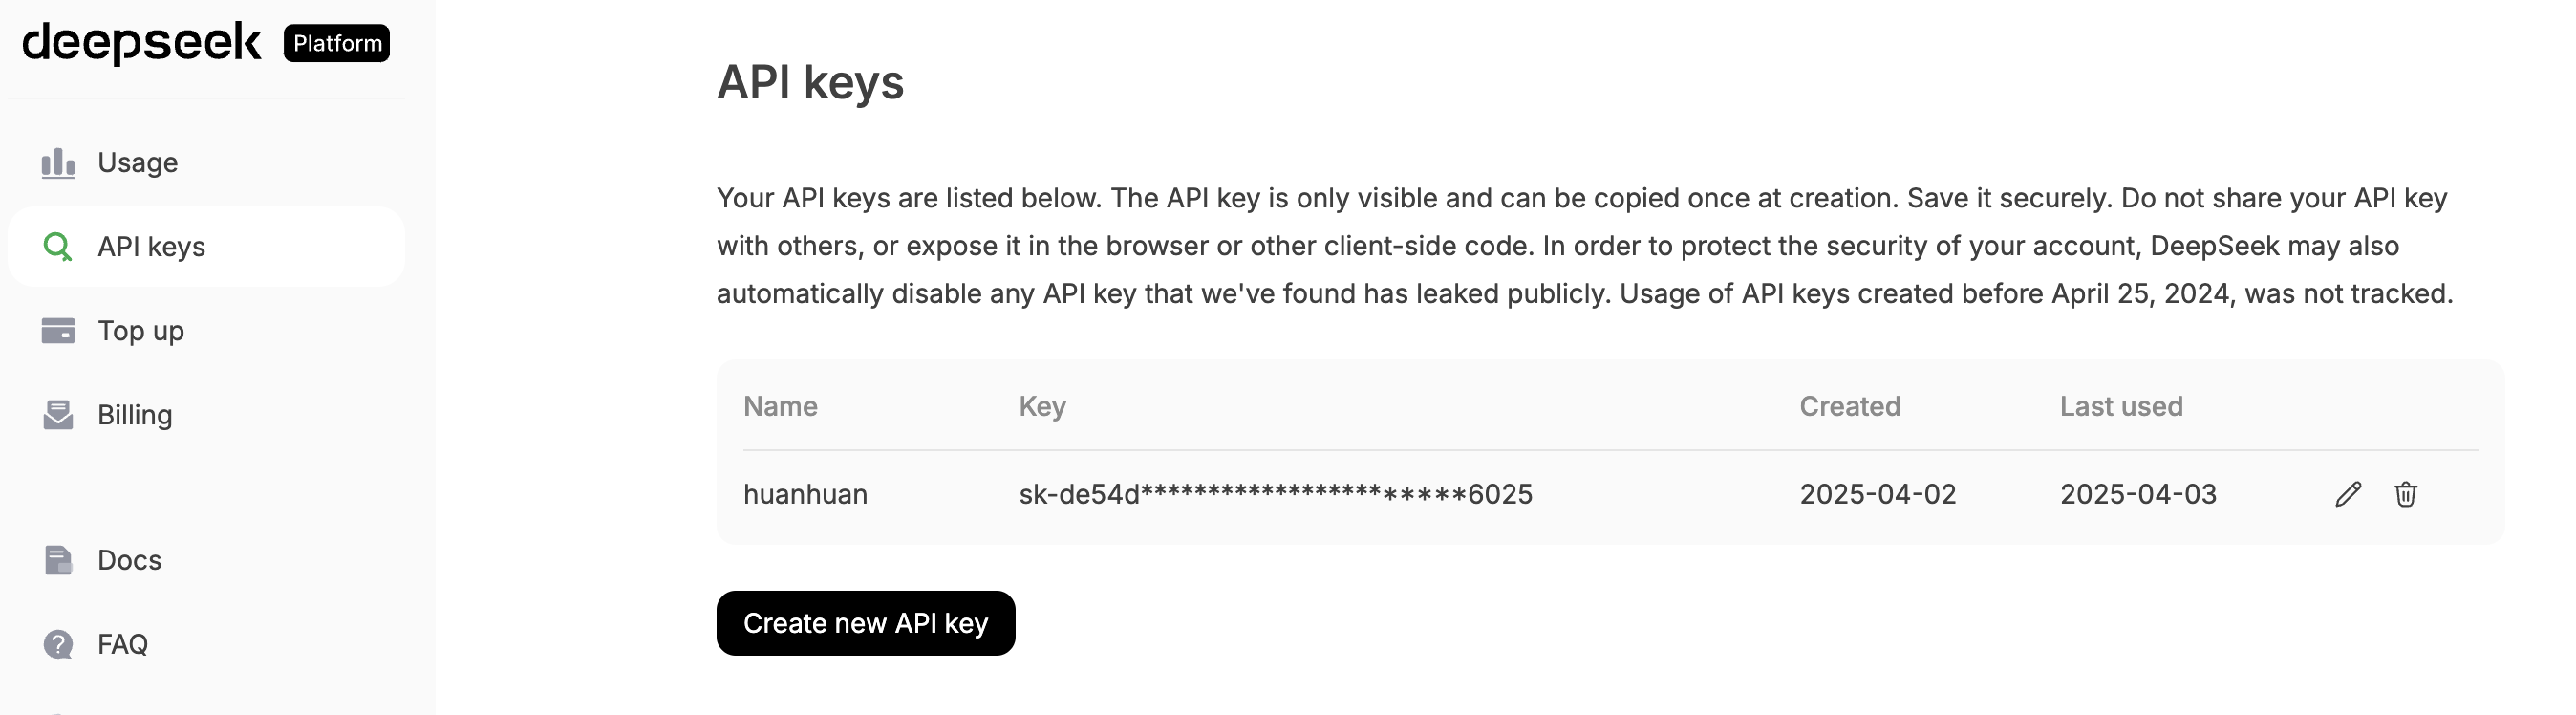 deepseek Platform
Usage
API keys
Top up
Billing
Docs
FAQ
API keys
Your API keys are listed below. The API key is only visible and can be copied once at creation. Save it securely. Do not share your API key
with others, or expose it in the browser or other client-side code. In order to protect the security of your account, DeepSeek may also
automatically disable any API key that we've found has leaked publicly. Usage of API keys created before April 25, 2024, was not tracked.
Name Key Created Last used
huanhuan sk-de54d************************6025 2025-04-02 2025-04-03
Create new API key